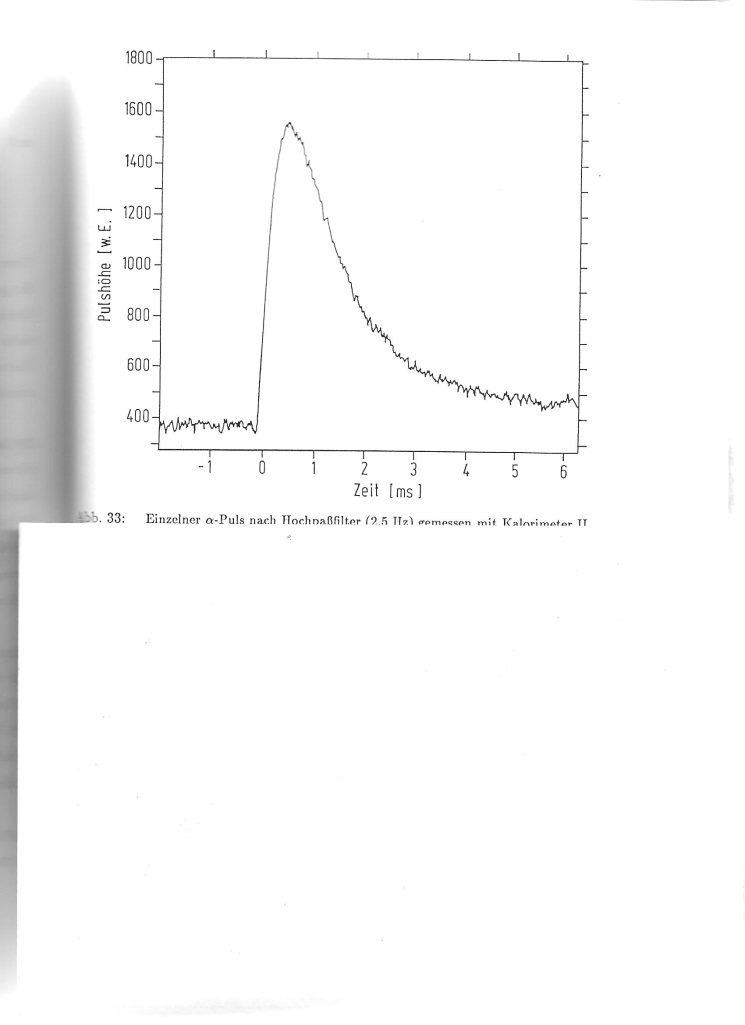 1800
1600
1400
1200
1000
800
600
400
Pulshöhe [w. E.]
-1 0 1 2 3 4 5 6
Zeit [ms]
33: Einzelner α-Puls nach Hochpaßfilter (2.5 Hz) gemessen mit Kalorimeter II